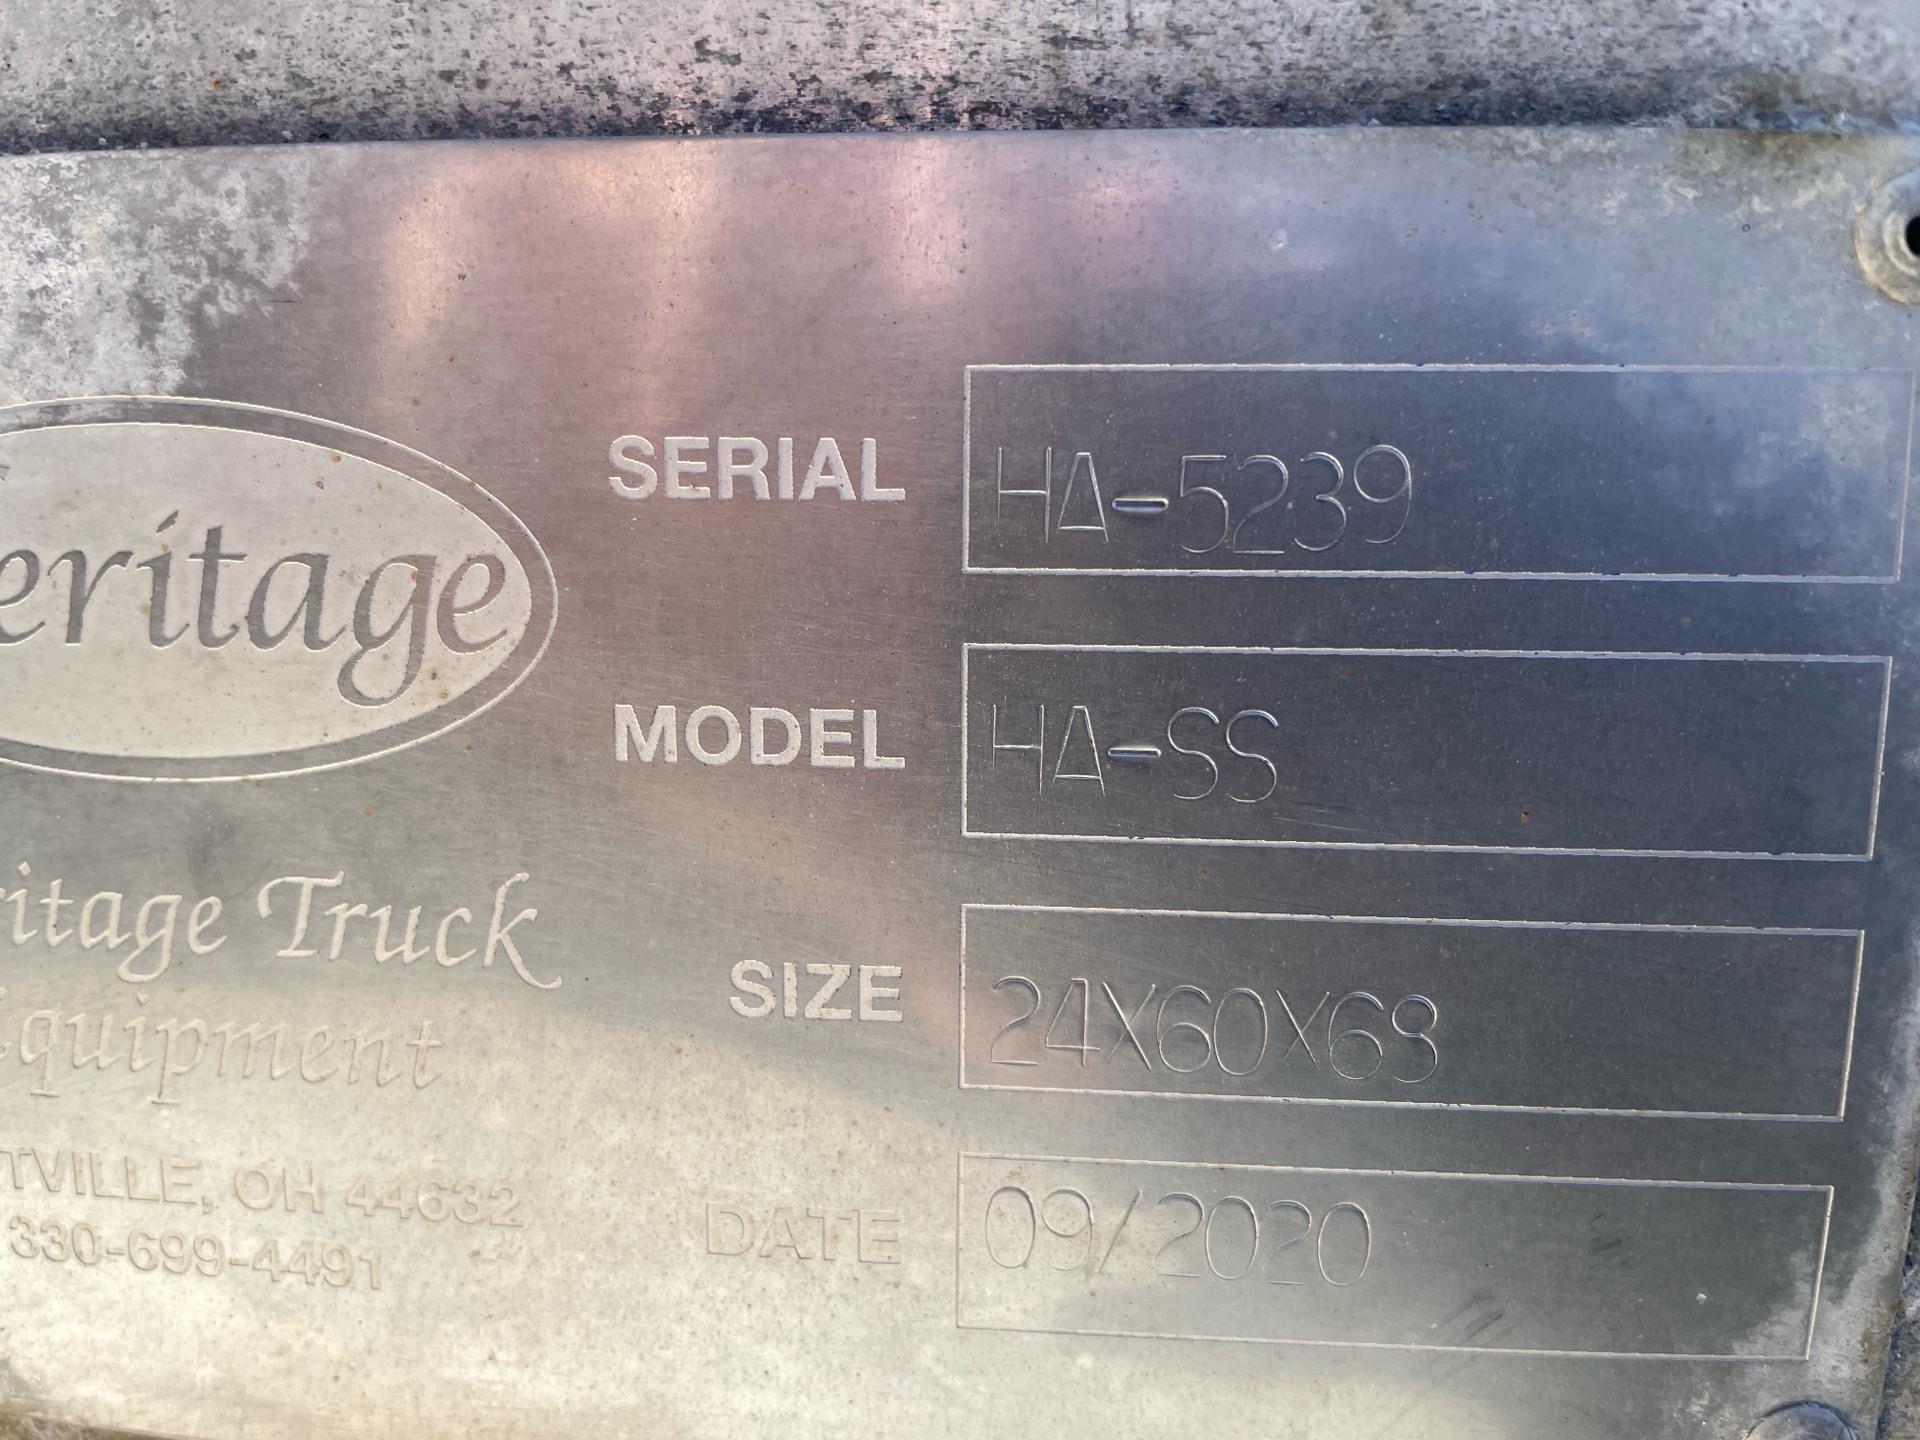 eritage
ritage Truck
quipment
TVILLE, OH 44632
330-699-4491
SERIAL HA-5239
MODEL HA-SS
SIZE 24X60X68
DATE 09/2020